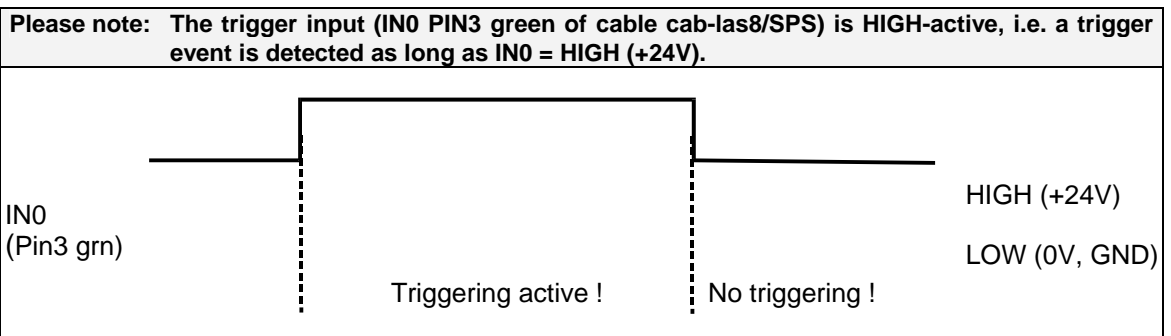 Please note: The trigger input (IN0 PIN3 green of cable cab-las8/SPS) is HIGH-active, i.e. a trigger
event is detected as long as IN0 = HIGH (+24V).
HIGH (+24V)
IN0
(Pin3 grn)
LOW (0V, GND)
Triggering active !
No triggering !